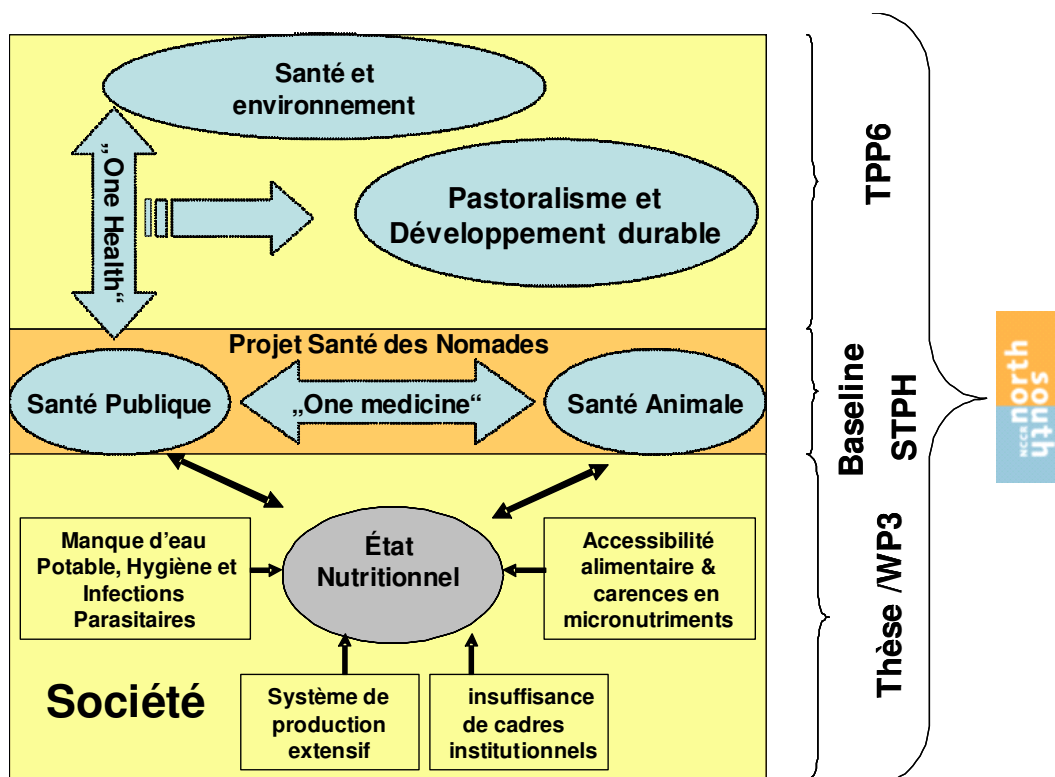 Santé et
environnement
„One Health“
Pastoralisme et
Développement durable
Projet Santé des Nomades
Santé Publique
„One medicine“
Santé Animale
État
Nutritionnel
Manque d’eau
Potable, Hygiène et
Infections
Parasitaires
Accessibilité
alimentaire &
carences en
micronutriments
Société
Système de
production
extensif
insuffisance
de cadres
institutionnels
TPP6
Baseline
STPH
Thèse /WP3
NCCR north
south